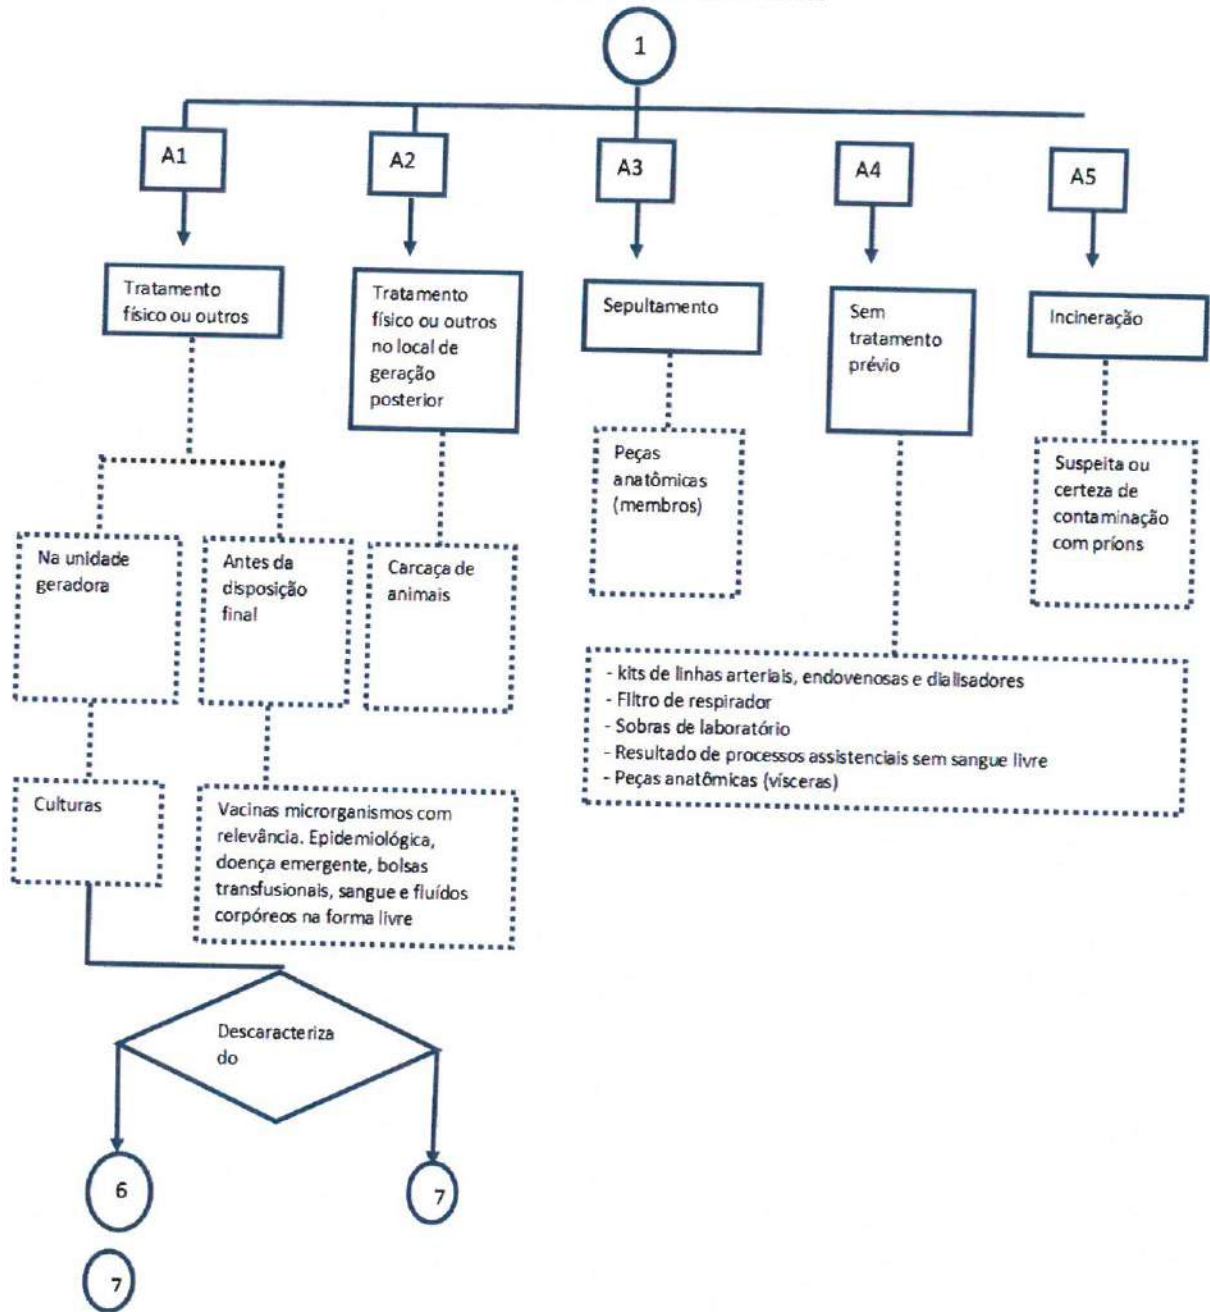 1
A1
A2
A3
A4
A5
Tratamento
físico ou outros
Tratamento
físico ou outros
no local de
geração
posterior
Sepultamento
Sem
tratamento
prévio
Incineração
Peças
anatômicas
(membros)
Suspeita ou
certeza de
contaminação
com príons
Na unidade
geradora
Antes da
disposição
final
Carcaça de
animais
- kits de linhas arteriais, endovenosas e dialisadores
- Filtro de respirador
- Sobras de laboratório
- Resultado de processos assistenciais sem sangue livre
- Peças anatômicas (vísceras)
Culturas
Vacinas microrganismos com
relevância. Epidemiológica,
doença emergente, bolsas
transfusionais, sangue e fluídos
corpóreos na forma livre
Descaracteriza
do
6
7
7